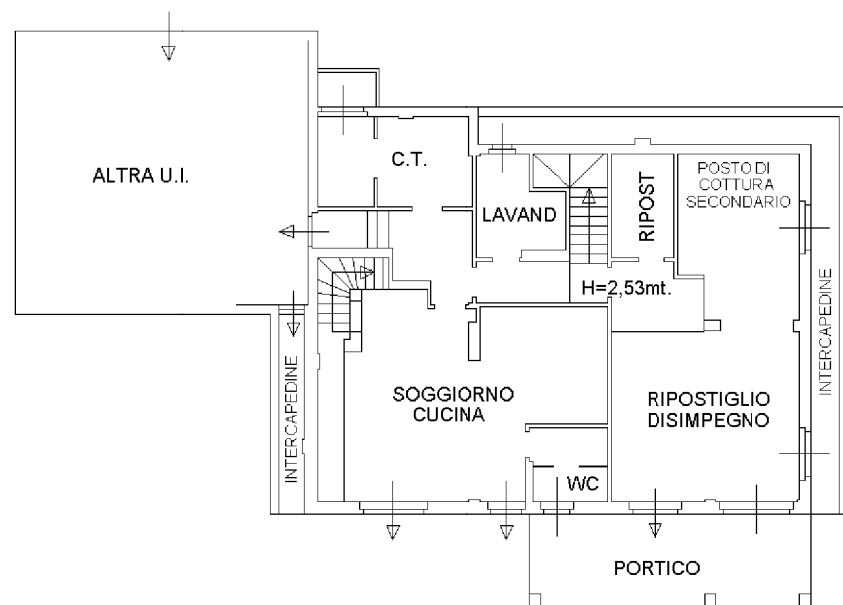 ALTRA U.I.
C.T.
LAVAND
RIPOST
POSTO DI
COTTURA
SECONDARIO
H=2,53mt.
INTERCAPEDINE
SOGGIORNO
CUCINA
RIPOSTIGLIO
DISIMPEGNO
INTERCAPEDINE
WC
PORTICO